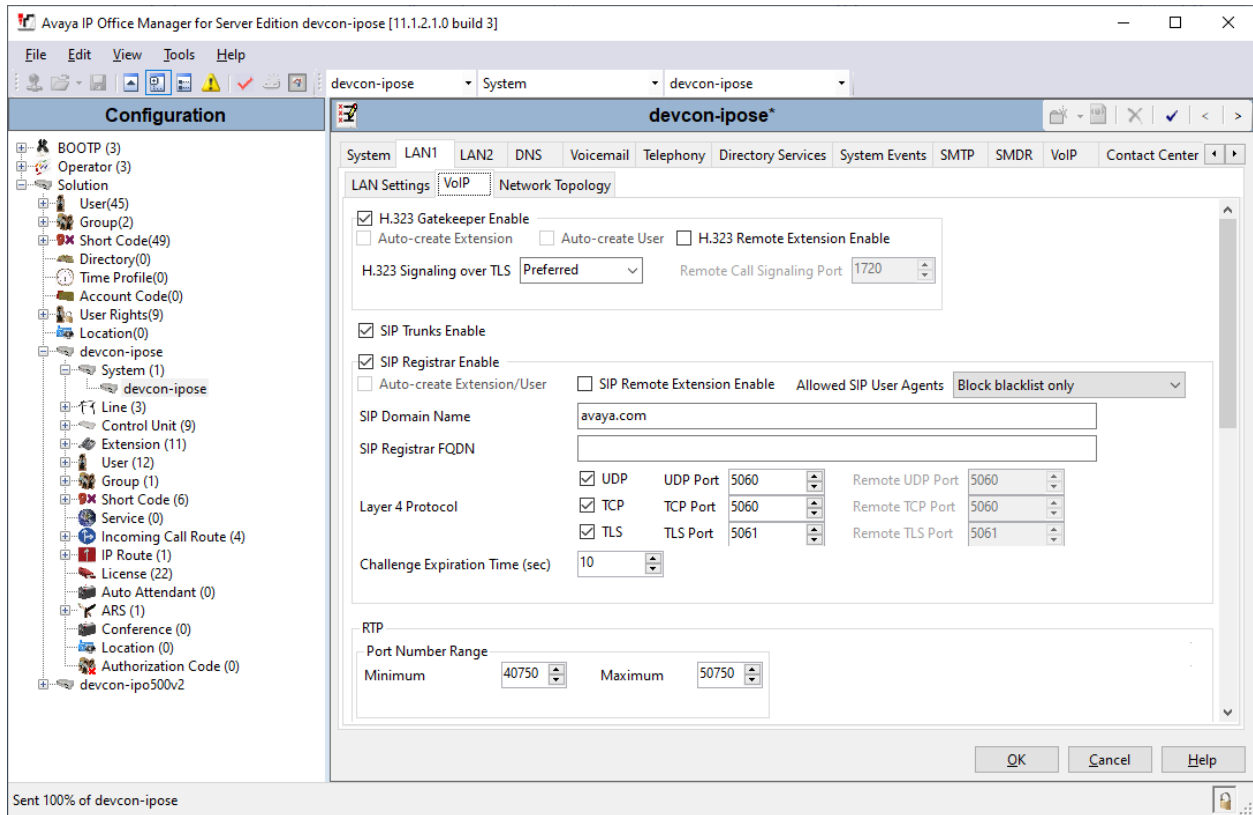 Avaya IP Office Manager for Server Edition devcon-ipose [11.1.2.1.0 build 3]
File Edit View Tools Help
devcon-ipose System devcon-ipose
Configuration
BOOTP (3)
Operator (3)
Solution
User(45)
Group(2)
Short Code(49)
Directory(0)
Time Profile(0)
Account Code(0)
User Rights(9)
Location(0)
devcon-ipose
System (1)
devcon-ipose
Line (3)
Control Unit (9)
Extension (11)
User (12)
Group (1)
Short Code (6)
Service (0)
Incoming Call Route (4)
IP Route (1)
License (22)
Auto Attendant (0)
ARS (1)
Conference (0)
Location (0)
Authorization Code (0)
devcon-ipo500v2
devcon-ipose*
System LAN1 LAN2 DNS Voicemail Telephony Directory Services System Events SMTP SMDR VoIP Contact Center
LAN Settings VoIP Network Topology
H.323 Gatekeeper Enable
Auto-create Extension Auto-create User H.323 Remote Extension Enable
H.323 Signaling over TLS Preferred Remote Call Signaling Port 1720
SIP Trunks Enable
SIP Registrar Enable
Auto-create Extension/User SIP Remote Extension Enable Allowed SIP User Agents Block blacklist only
SIP Domain Name avaya.com
SIP Registrar FQDN
UDP UDP Port 5060 Remote UDP Port 5060
Layer 4 Protocol TCP TCP Port 5060 Remote TCP Port 5060
TLS TLS Port 5061 Remote TLS Port 5061
Challenge Expiration Time (sec) 10
RTP
Port Number Range
Minimum 40750 Maximum 50750
OK Cancel Help
Sent 100% of devcon-ipose